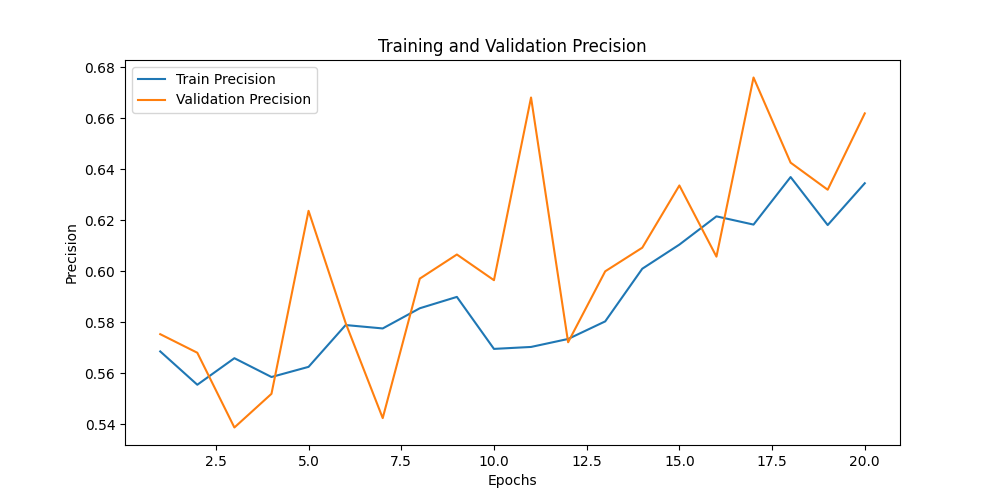 Training and Validation Precision
Train Precision
Validation Precision
0.68
0.66
0.64
0.62
0.60
0.58
0.56
0.54
Precision
2.5 5.0 7.5 10.0 12.5 15.0 17.5 20.0
Epochs